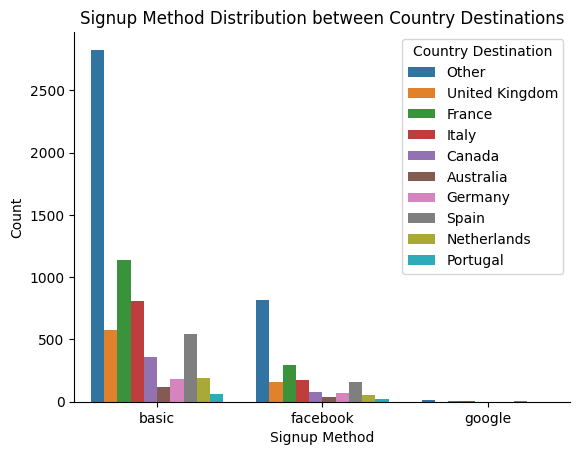 Signup Method Distribution between Country Destinations
Country Destination
Other
United Kingdom
France
Italy
Canada
Australia
Germany
Spain
Netherlands
Portugal
Count
2500
2000
1500
1000
500
0
basic
facebook
google
Signup Method